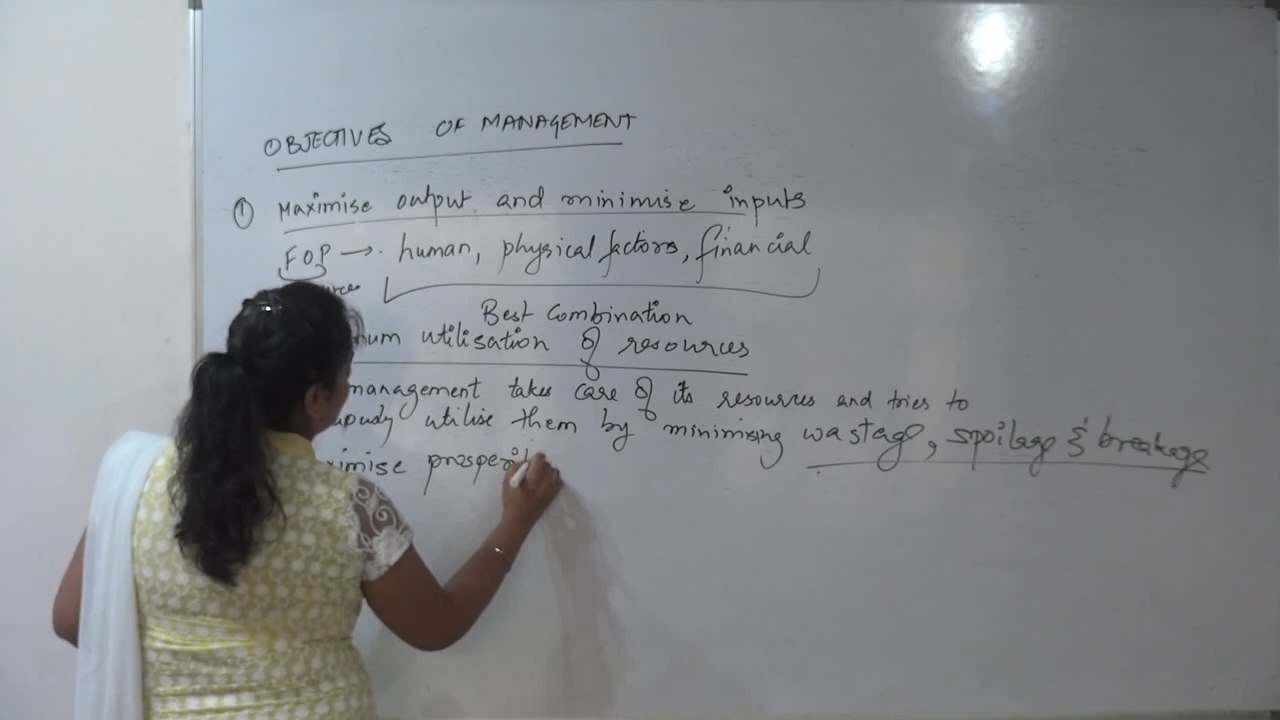 OBJECTIVES OF MANAGEMENT
① Maximise output and minimise inputs
FOP → human, physical factors, financial
Best Combination
utilisation of resources
management takes care of its resources and tries to
utilise them by minimising wastage, spoilage & breakage